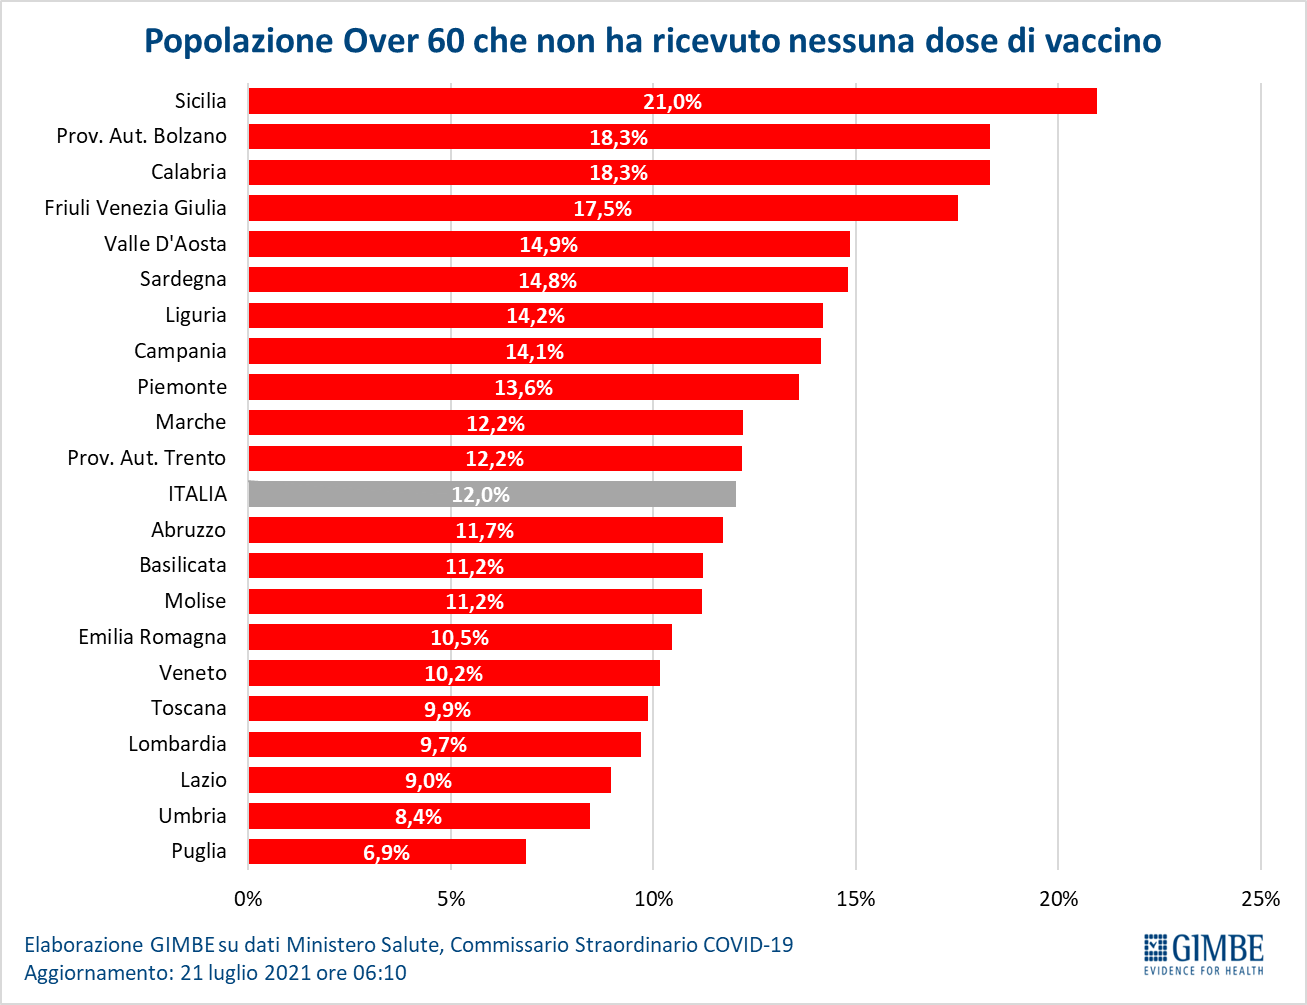 Popolazione Over 60 che non ha ricevuto nessuna dose di vaccino
Sicilia 21,0%
Prov. Aut. Bolzano 18,3%
Calabria 18,3%
Friuli Venezia Giulia 17,5%
Valle D'Aosta 14,9%
Sardegna 14,8%
Liguria 14,2%
Campania 14,1%
Piemonte 13,6%
Marche 12,2%
Prov. Aut. Trento 12,2%
ITALIA 12,0%
Abruzzo 11,7%
Basilicata 11,2%
Molise 11,2%
Emilia Romagna 10,5%
Veneto 10,2%
Toscana 9,9%
Lombardia 9,7%
Lazio 9,0%
Umbria 8,4%
Puglia 6,9%
0% 5% 10% 15% 20% 25%
Elaborazione GIMBE su dati Ministero Salute, Commissario Straordinario COVID-19
Aggiornamento: 21 luglio 2021 ore 06:10
GIMBE
EVIDENCE FOR HEALTH